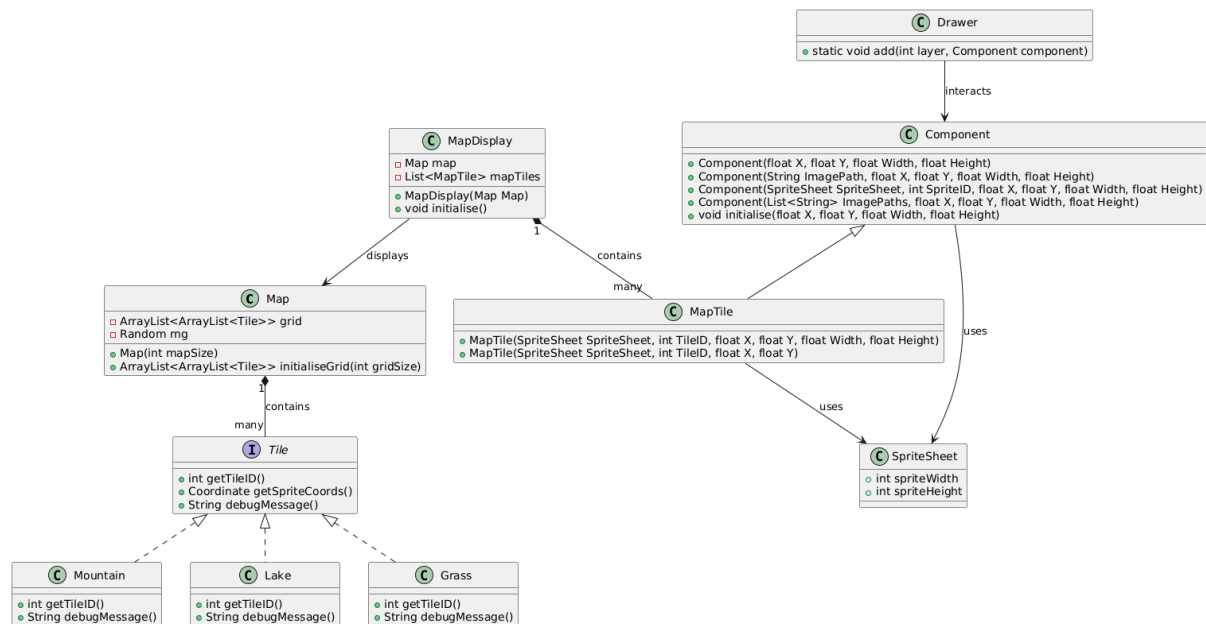 C Drawer
static void add(int layer, Component component)
interacts
C MapDisplay
Map map
List<MapTile> mapTiles
MapDisplay(Map Map)
void initialise()
C Component
Component(float X, float Y, float Width, float Height)
Component(String ImagePath, float X, float Y, float Width, float Height)
Component(SpriteSheet SpriteSheet, int SpriteID, float X, float Y, float Width, float Height)
Component(List<String> ImagePaths, float X, float Y, float Width, float Height)
void initialise(float X, float Y, float Width, float Height)
displays
1
contains
many
C Map
ArrayList<ArrayList<Tile>> grid
Random rng
Map(int mapSize)
ArrayList<ArrayList<Tile>> initialiseGrid(int gridSize)
C MapTile
MapTile(SpriteSheet SpriteSheet, int TileID, float X, float Y, float Width, float Height)
MapTile(SpriteSheet SpriteSheet, int TileID, float X, float Y)
uses
1
contains
many
uses
I Tile
int getTileID()
Coordinate getSpriteCoords()
String debugMessage()
C SpriteSheet
int spriteWidth
int spriteHeight
C Mountain
int getTileID()
String debugMessage()
C Lake
int getTileID()
String debugMessage()
C Grass
int getTileID()
String debugMessage()